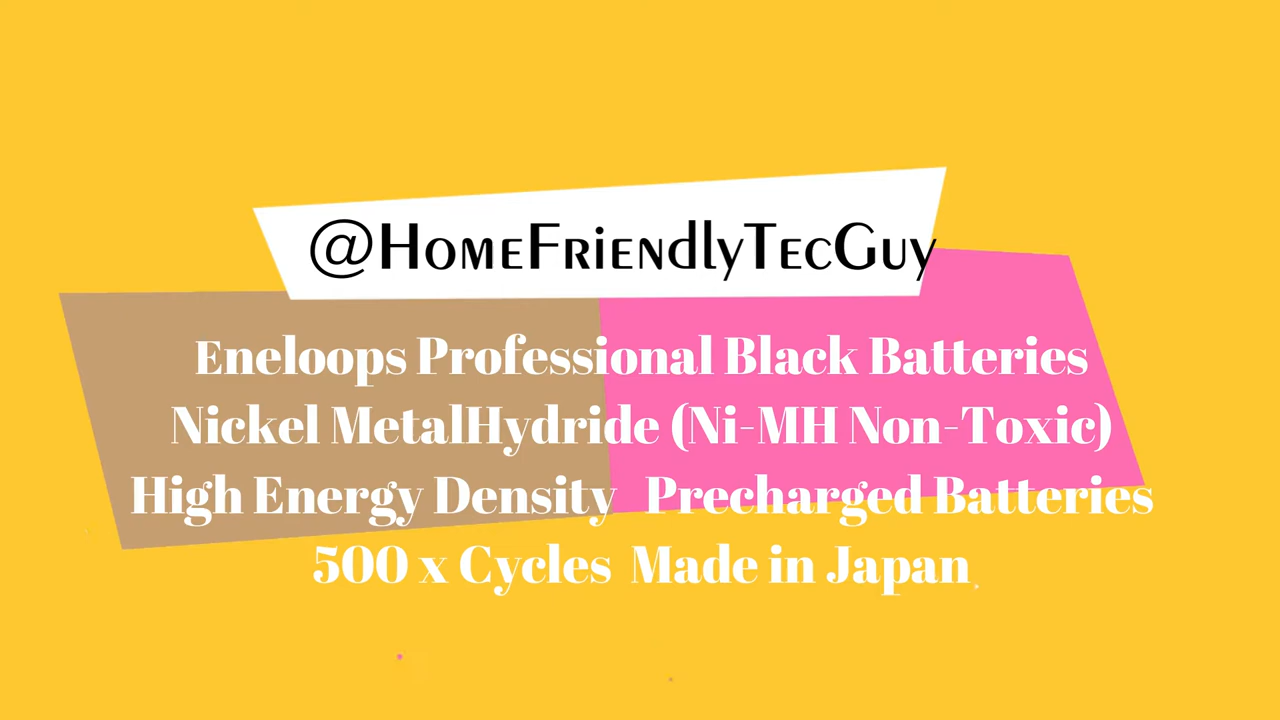 @HomeFriendlyTecGuy
Eneloops Professional Black Batteries
Nickel MetalHydride (Ni-MH Non-Toxic)
High Energy Density Precharged Batteries
500 x Cycles Made in Japan